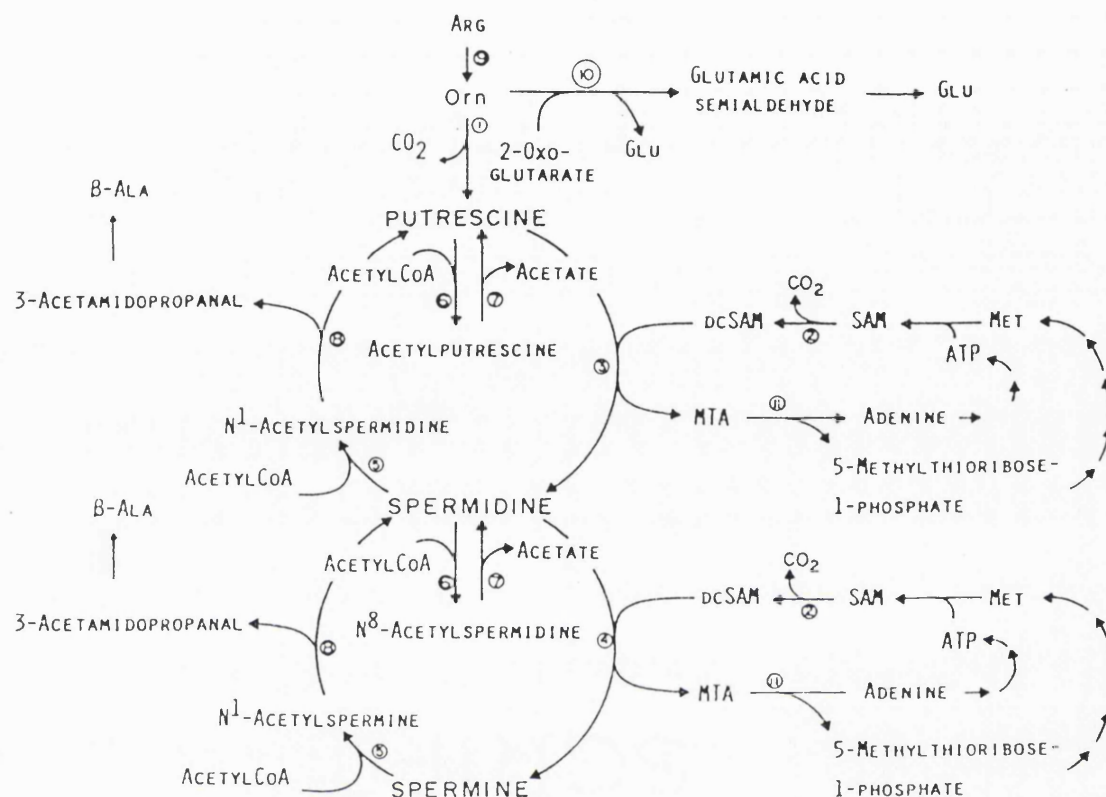 ARG
⑨
Orn
⑩
GLUTAMIC ACID
SEMIALDEHYDE
GLU
①
CO2
2-OXO-
GLUTARATE
GLU
B-ALA
PUTRESCINE
ACETYLCOA
ACETATE
⑥
⑦
3-ACETAMIDOPROPANAL
⑧
ACETYLPUTRESCINE
③
CO2
DCSAM
②
SAM
MET
ATP
MTA
⑪
ADENINE
N1-ACETYLSPERMIDINE
5-METHYLTHIORIBOSE-
1-PHOSPHATE
⑤
ACETYLCOA
B-ALA
SPERMIDINE
ACETYLCOA
ACETATE
⑥
⑦
3-ACETAMIDOPROPANAL
⑧
N8-ACETYLSPERMIDINE
④
CO2
DCSAM
②
SAM
MET
ATP
MTA
⑪
ADENINE
N1-ACETYLSPERMINE
5-METHYLTHIORIBOSE-
1-PHOSPHATE
⑤
ACETYLCOA
SPERMINE